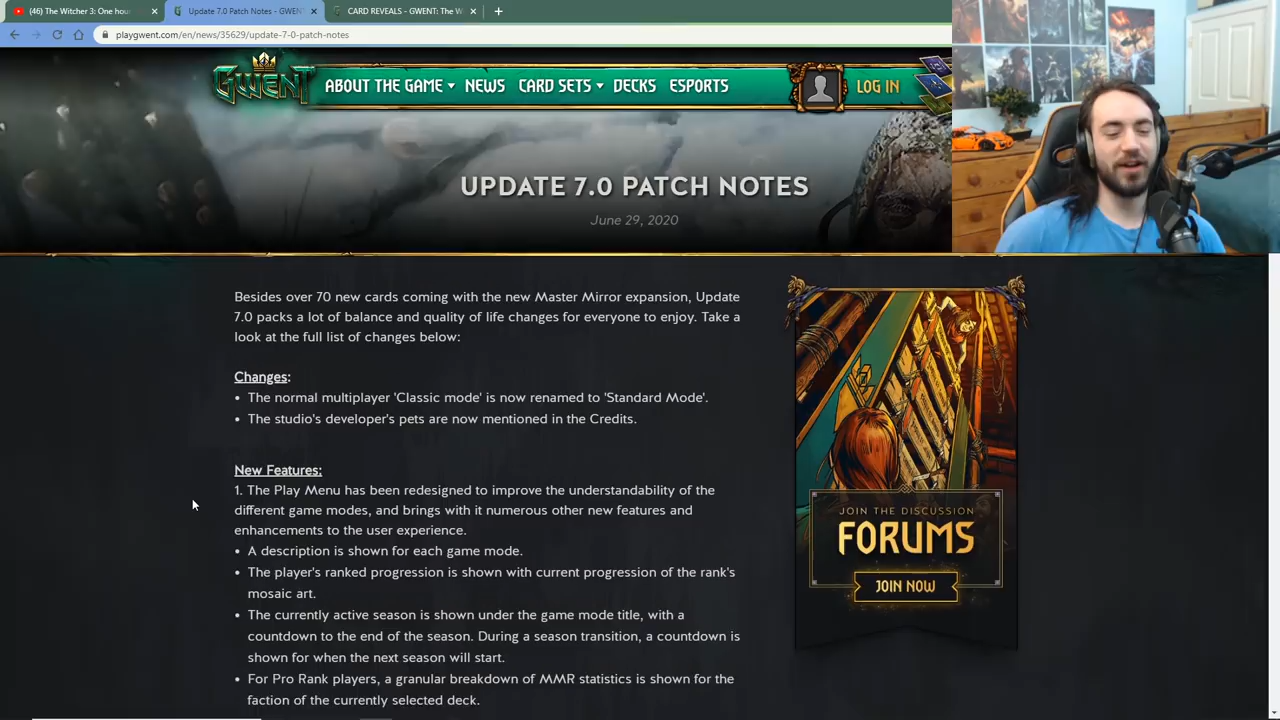 (46) The Witcher 3: One hou
Update 7.0 Patch Notes - GWENT
CARD REVEALS - GWENT: The W
playgwent.com/en/news/35629/update-7-0-patch-notes
GWENT
ABOUT THE GAME
NEWS
CARD SETS
DECKS
ESPORTS
LOG IN
UPDATE 7.0 PATCH NOTES
June 29, 2020
Besides over 70 new cards coming with the new Master Mirror expansion, Update
7.0 packs a lot of balance and quality of life changes for everyone to enjoy. Take a
look at the full list of changes below:
Changes:
• The normal multiplayer 'Classic mode' is now renamed to 'Standard Mode'.
• The studio's developer's pets are now mentioned in the Credits.
New Features:
1. The Play Menu has been redesigned to improve the understandability of the
different game modes, and brings with it numerous other new features and
enhancements to the user experience.
• A description is shown for each game mode.
• The player's ranked progression is shown with current progression of the rank's
mosaic art.
• The currently active season is shown under the game mode title, with a
countdown to the end of the season. During a season transition, a countdown is
shown for when the next season will start.
• For Pro Rank players, a granular breakdown of MMR statistics is shown for the
faction of the currently selected deck.
JOIN THE DISCUSSION
FORUMS
JOIN NOW